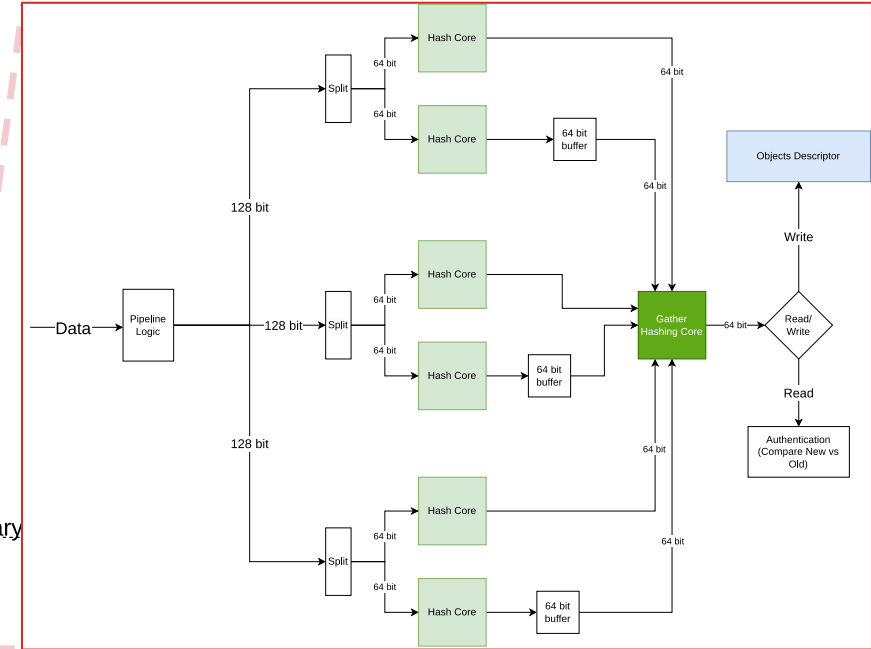 Hash Core
64 bit
64 bit
Split
64 bit
Hash Core
64 bit
buffer
64 bit
Objects Descriptor
128 bit
Write
Hash Core
64 bit
Data
Pipeline
Logic
128 bit
Split
Gather
Hashing Core
64 bit
Read/
Write
64 bit
Hash Core
64 bit
buffer
Read
128 bit
64 bit
Authentication
(Compare New vs
Old)
Hash Core
ary
64 bit
64 bit
Split
64 bit
Hash Core
64 bit
buffer